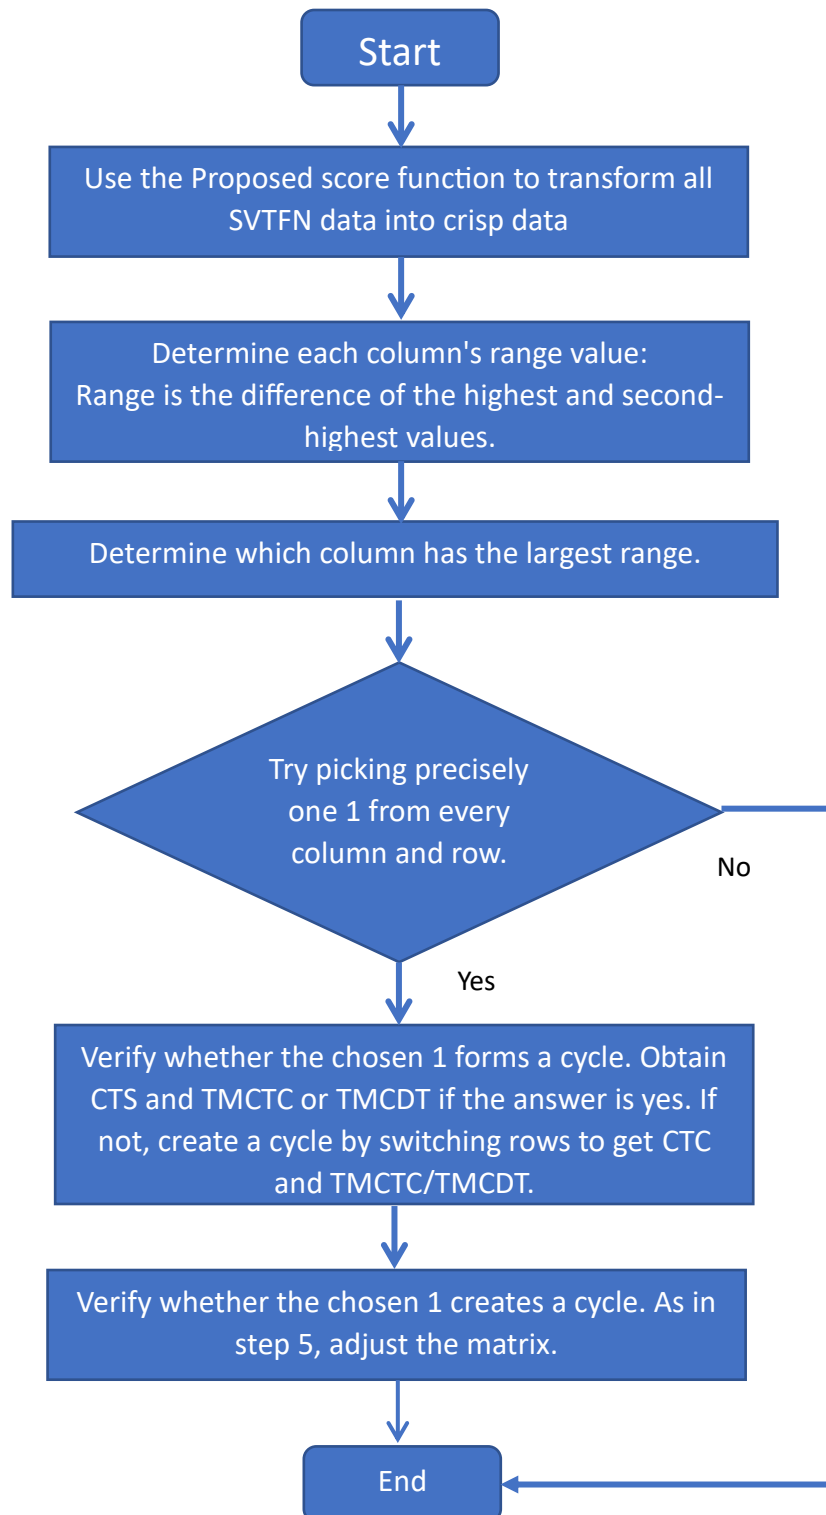 Start
Use the Proposed score function to transform all
SVTFN data into crisp data
Determine each column's range value:
Range is the difference of the highest and second-
highest values.
Determine which column has the largest range.
Try picking precisely
one 1 from every
column and row.
No
Yes
Verify whether the chosen 1 forms a cycle. Obtain
CTS and TMCTC or TMCDT if the answer is yes. If
not, create a cycle by switching rows to get CTC
and TMCTC/TMCDT.
Verify whether the chosen 1 creates a cycle. As in
step 5, adjust the matrix.
End